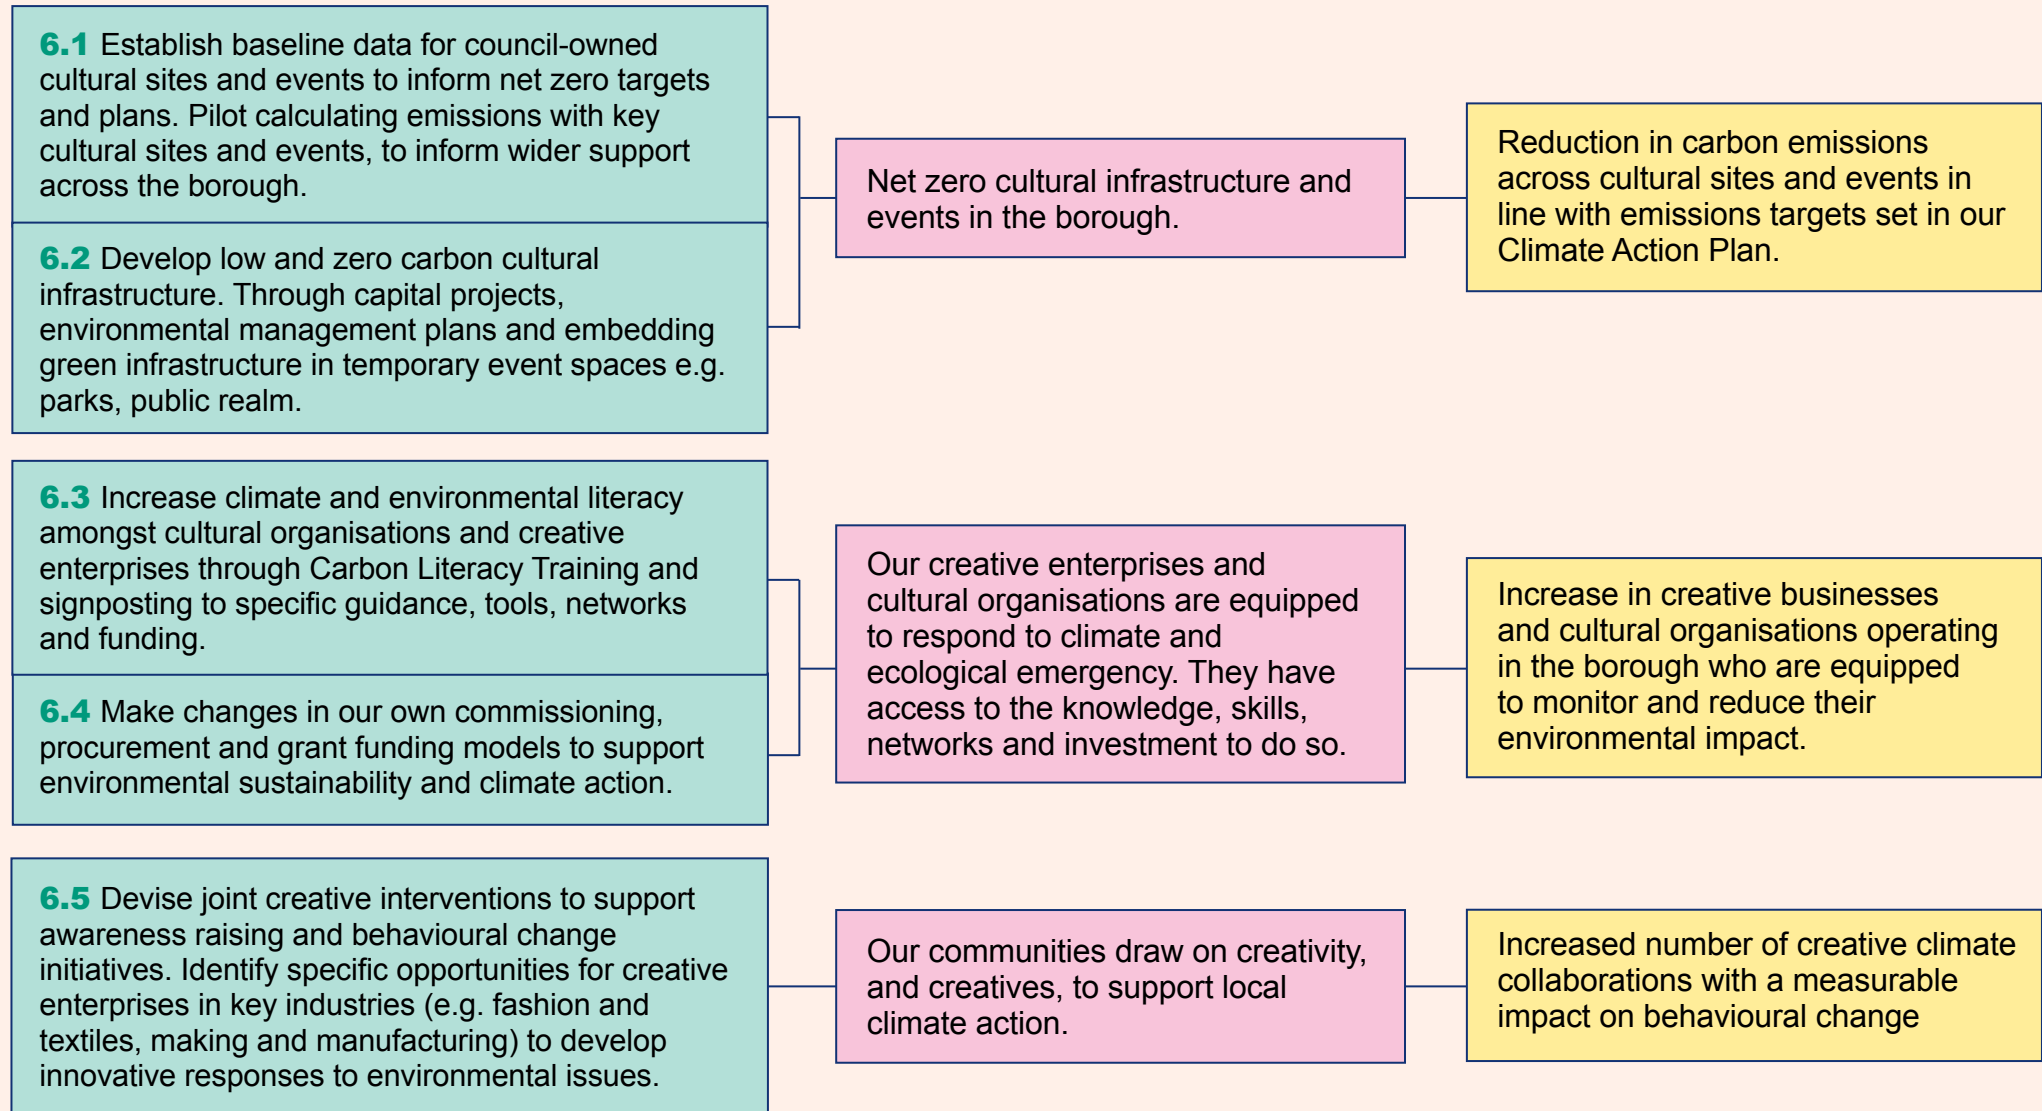 6.1 Establish baseline data for council-owned
cultural sites and events to inform net zero targets
and plans. Pilot calculating emissions with key
cultural sites and events, to inform wider support
across the borough.
6.2 Develop low and zero carbon cultural
infrastructure. Through capital projects,
environmental management plans and embedding
green infrastructure in temporary event spaces e.g.
parks, public realm.
Net zero cultural infrastructure and
events in the borough.
Reduction in carbon emissions
across cultural sites and events in
line with emissions targets set in our
Climate Action Plan.
6.3 Increase climate and environmental literacy
amongst cultural organisations and creative
enterprises through Carbon Literacy Training and
signposting to specific guidance, tools, networks
and funding.
6.4 Make changes in our own commissioning,
procurement and grant funding models to support
environmental sustainability and climate action.
Our creative enterprises and
cultural organisations are equipped
to respond to climate and
ecological emergency. They have
access to the knowledge, skills,
networks and investment to do so.
Increase in creative businesses
and cultural organisations operating
in the borough who are equipped
to monitor and reduce their
environmental impact.
6.5 Devise joint creative interventions to support
awareness raising and behavioural change
initiatives. Identify specific opportunities for creative
enterprises in key industries (e.g. fashion and
textiles, making and manufacturing) to develop
innovative responses to environmental issues.
Our communities draw on creativity,
and creatives, to support local
climate action.
Increased number of creative climate
collaborations with a measurable
impact on behavioural change